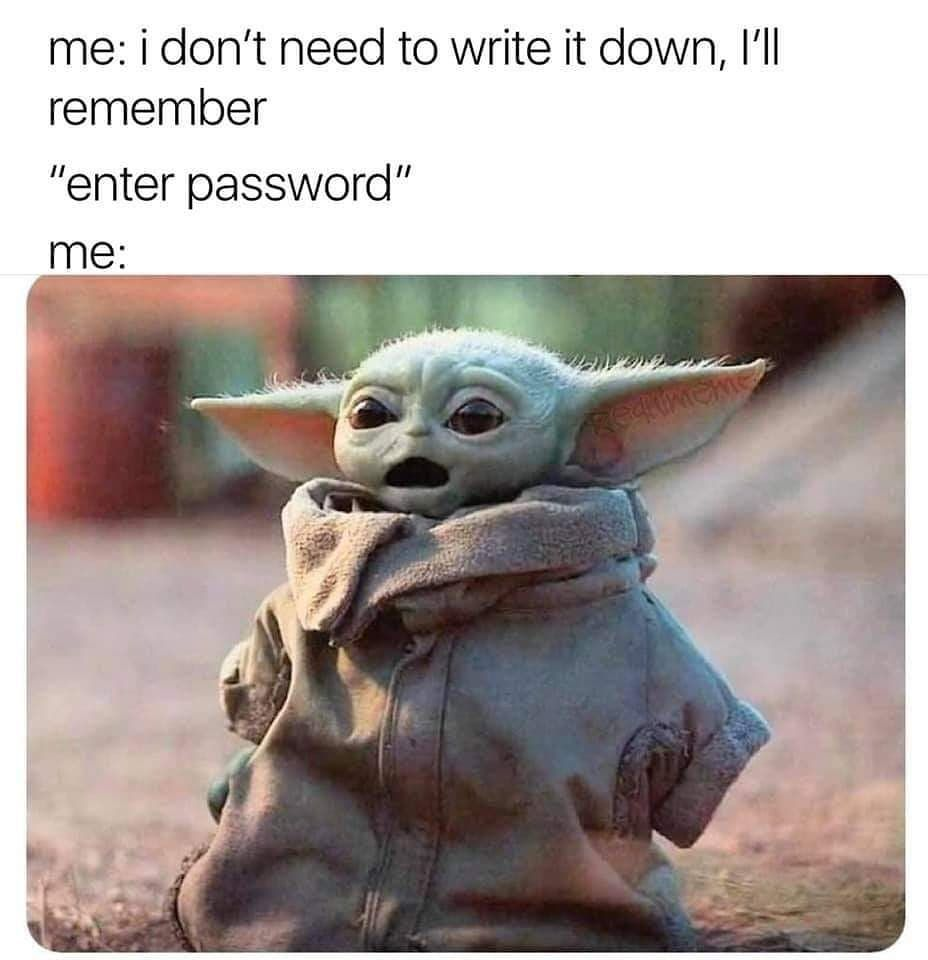 me: i don't need to write it down, I'll
remember
"enter password"
me: